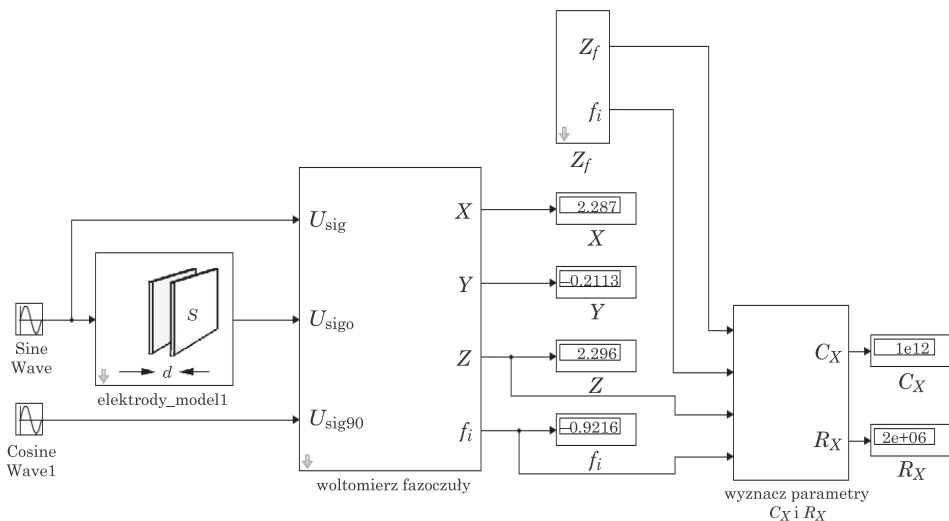 Z_f
f_i
Z_f
U_sig
X
2.287
X
Y
−0.2113
Y
S
d
elektrody_model1
Sine
Wave
U_sigo
Z
2.296
Z
C_X
1e12
C_X
Cosine
Wave1
U_sig90
f_i
−0.9216
f_i
R_X
2e+06
R_X
woltomierz fazoczuły
wyznacz parametry
C_X i R_X